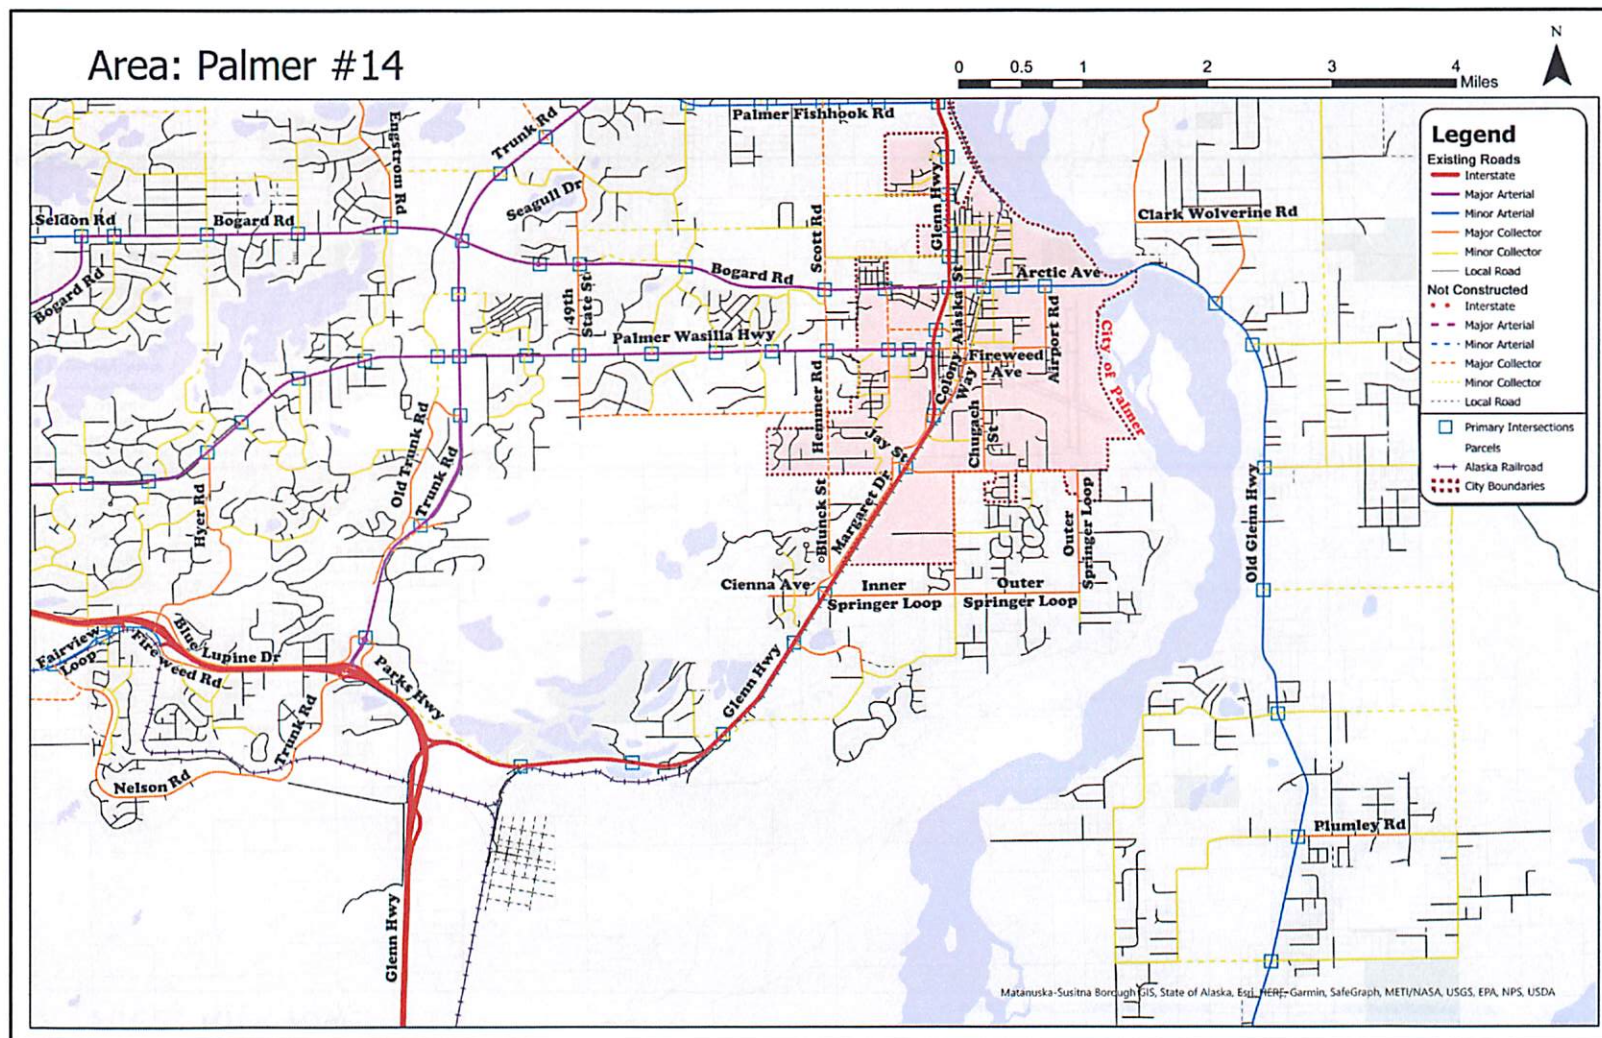 Area: Palmer #14
0 0.5 1 2 3 4
Miles
N
Legend
Existing Roads
Interstate
Major Arterial
Minor Arterial
Major Collector
Minor Collector
Local Road
Not Constructed
Interstate
Major Arterial
Minor Arterial
Major Collector
Minor Collector
Local Road
Primary Intersections
Parcels
Alaska Railroad
City Boundaries
Palmer Fishhook Rd
Trunk Rd
Engstrom Rd
Seagull Dr
Seldon Rd
Bogard Rd
Bogard Rd
Bogard Rd
Scott Rd
Glenn Hwy
Clark Wolverine Rd
Arctic Ave
49th
State St
Palmer Wasilla Hwy
Colony Way
Alaska St
Fireweed
Ave
Airport Rd
City of Palmer
Hemmer Rd
Jay St
Chugach
St
Old Trunk Rd
Trunk Rd
Hyer Rd
Blunck St
Margaret Dr
Outer
Springer Loop
Old Glenn Hwy
Cienna Ave
Inner
Springer Loop
Outer
Springer Loop
Fairview
Loop
Fireweed Rd
Blue
Lupine Dr
Parks Hwy
Trunk Rd
Nelson Rd
Glenn Hwy
Glenn Hwy
Plumley Rd
Matanuska-Susitna Borough GIS, State of Alaska, Esri, HERE, Garmin, SafeGraph, METI/NASA, USGS, EPA, NPS, USDA